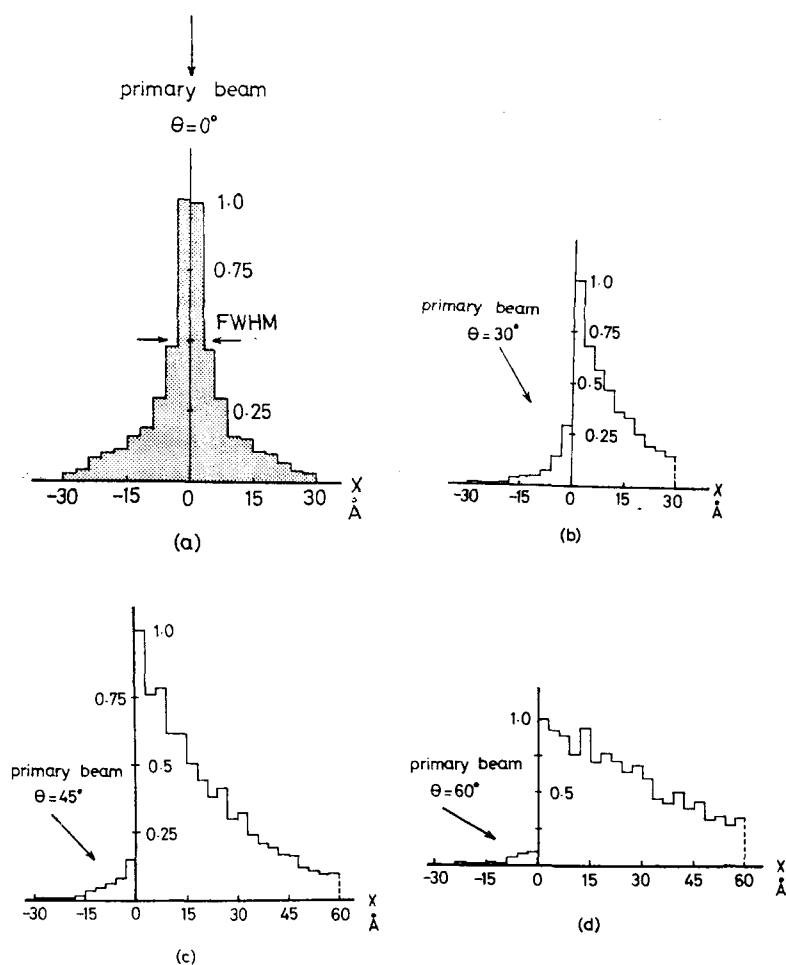 primary beam
θ=0°
1.0
0.75
FWHM
0.25
-30 -15 0 15 30 X
Å
(a)
primary beam
θ=30°
1.0
0.75
0.5
0.25
-30 -15 0 15 30 X
Å
(b)
primary beam
θ=45°
1.0
0.75
0.5
0.25
-30 -15 0 15 30 45 60 X
Å
(c)
primary beam
θ=60°
1.0
0.5
-30 -15 0 15 30 45 60 X
Å
(d)